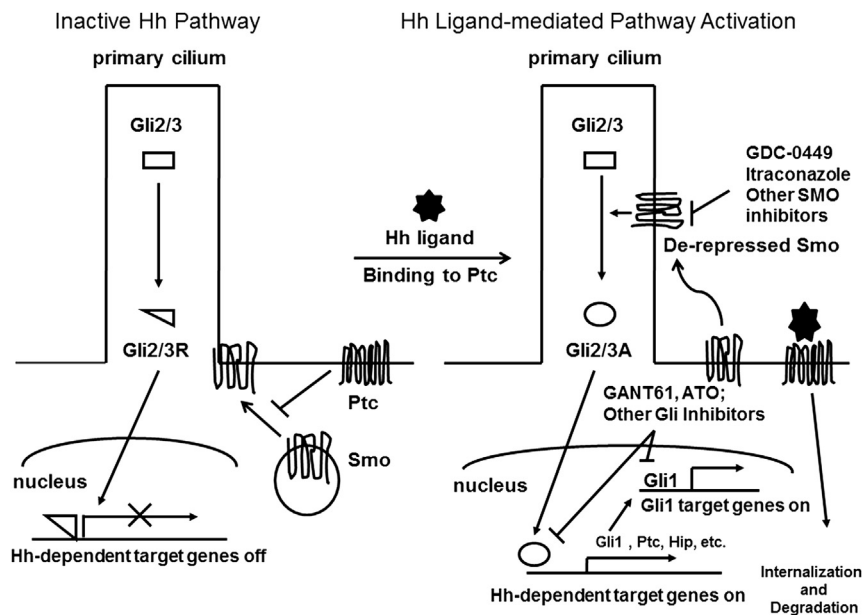 Inactive Hh Pathway
primary cilium
Gli2/3
Gli2/3R
Ptc
Smo
nucleus
Hh-dependent target genes off
Hh ligand
Binding to Ptc
Hh Ligand-mediated Pathway Activation
primary cilium
Gli2/3
GDC-0449
Itraconazole
Other SMO
inhibitors
De-repressed Smo
Gli2/3A
GANT61, ATO;
Other Gli Inhibitors
nucleus
Gli1
Gli1 target genes on
Gli1 , Ptc, Hip, etc.
Hh-dependent target genes on
Internalization
and
Degradation